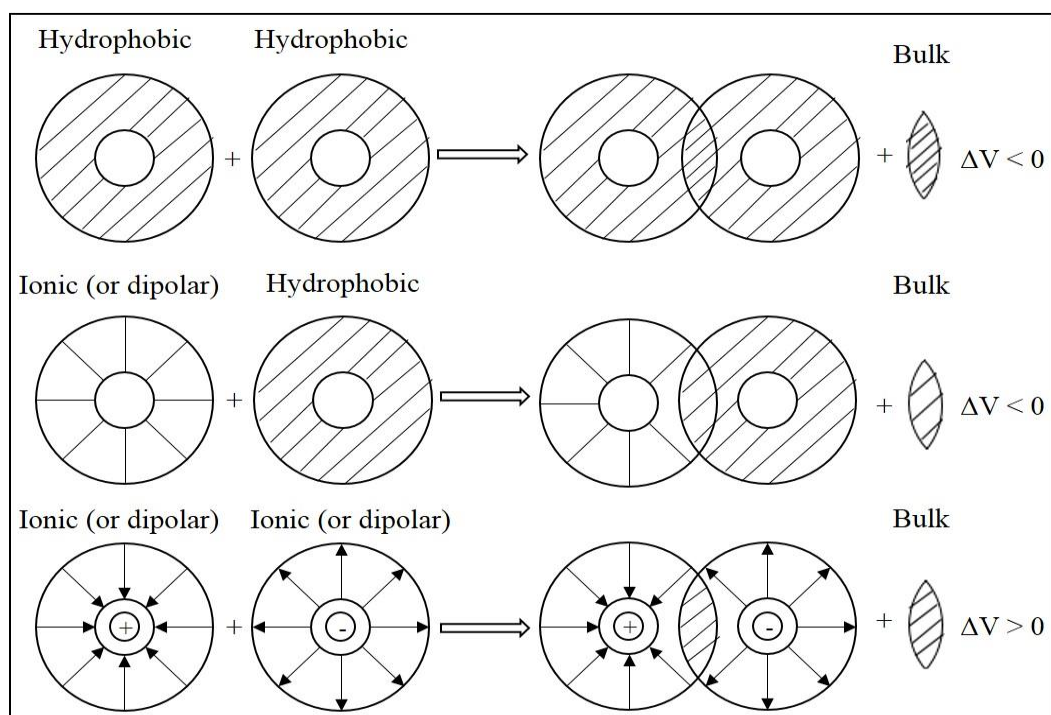 Hydrophobic Hydrophobic
Bulk
+ + ΔV < 0
Ionic (or dipolar) Hydrophobic Bulk
+ + ΔV < 0
Ionic (or dipolar) Ionic (or dipolar) Bulk
+ + - + - + ΔV > 0